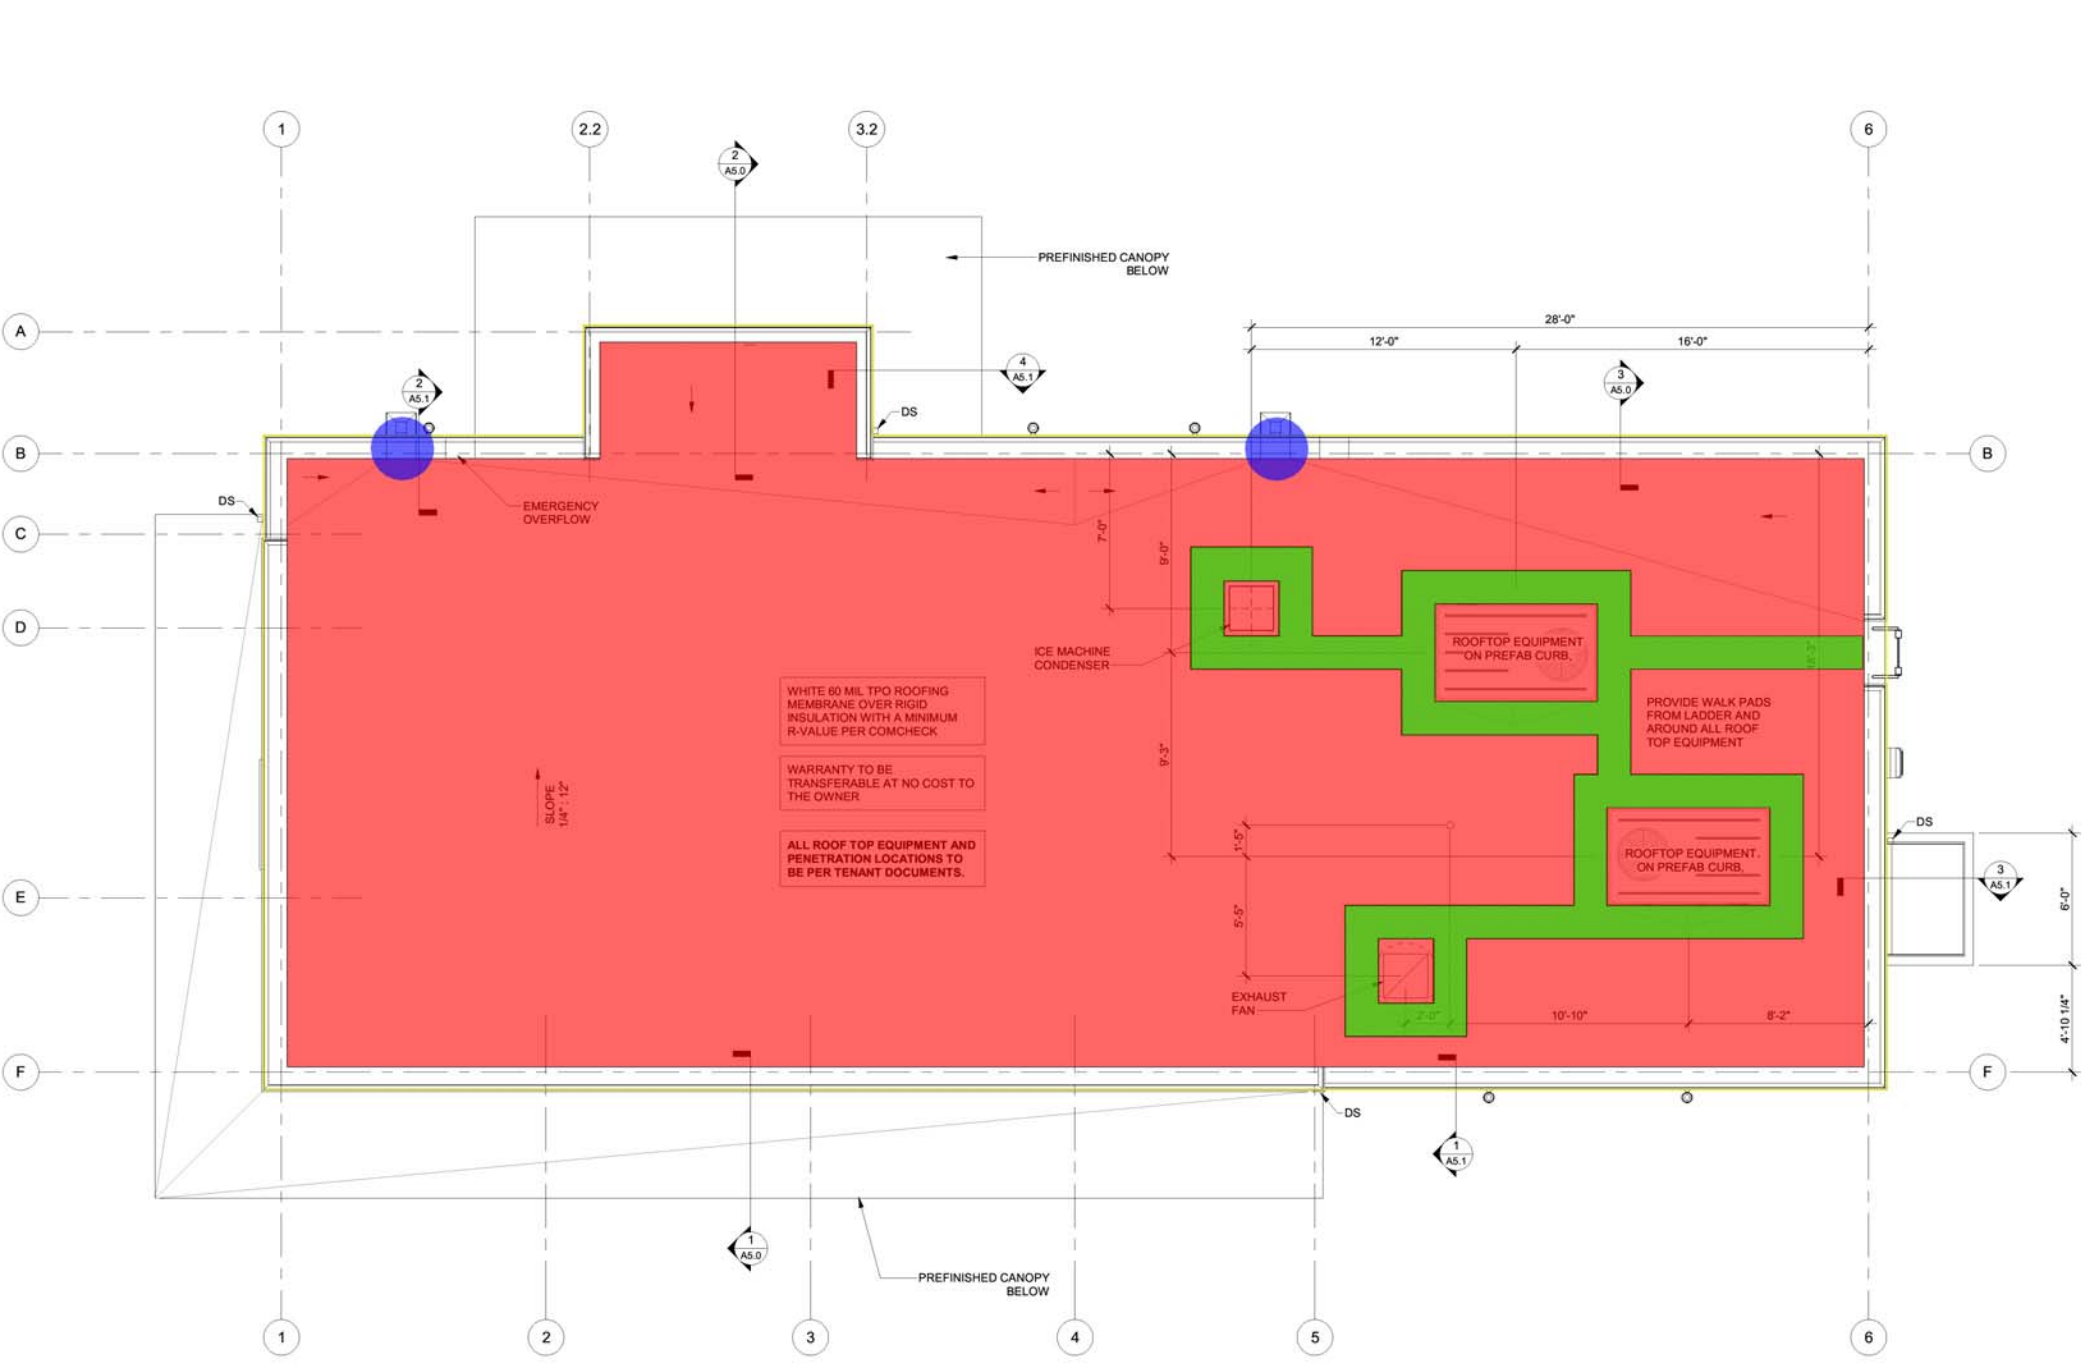 1
2.2
3.2
6
2
A5.0
PREFINISHED CANOPY
BELOW
A
28'-0"
12'-0"
16'-0"
4
A5.1
3
A5.0
2
A5.1
DS
B
B
DS
EMERGENCY
OVERFLOW
C
7'-0"
9'-0"
D
ICE MACHINE
CONDENSER
ROOFTOP EQUIPMENT
ON PREFAB CURB.
WHITE 60 MIL TPO ROOFING
MEMBRANE OVER RIGID
INSULATION WITH A MINIMUM
R-VALUE PER COMCHECK
PROVIDE WALK PADS
FROM LADDER AND
AROUND ALL ROOF
TOP EQUIPMENT
9'-3"
WARRANTY TO BE
TRANSFERABLE AT NO COST TO
THE OWNER
SLOPE
1/4" : 12"
DS
1'-5"
ALL ROOF TOP EQUIPMENT AND
PENETRATION LOCATIONS TO
BE PER TENANT DOCUMENTS.
ROOFTOP EQUIPMENT.
ON PREFAB CURB.
3
A5.1
E
5'-5"
6'-0"
EXHAUST
FAN
2'-0"
10'-10"
8'-2"
4'-10 1/4"
F
F
DS
1
A5.1
1
A5.0
PREFINISHED CANOPY
BELOW
1
2
3
4
5
6